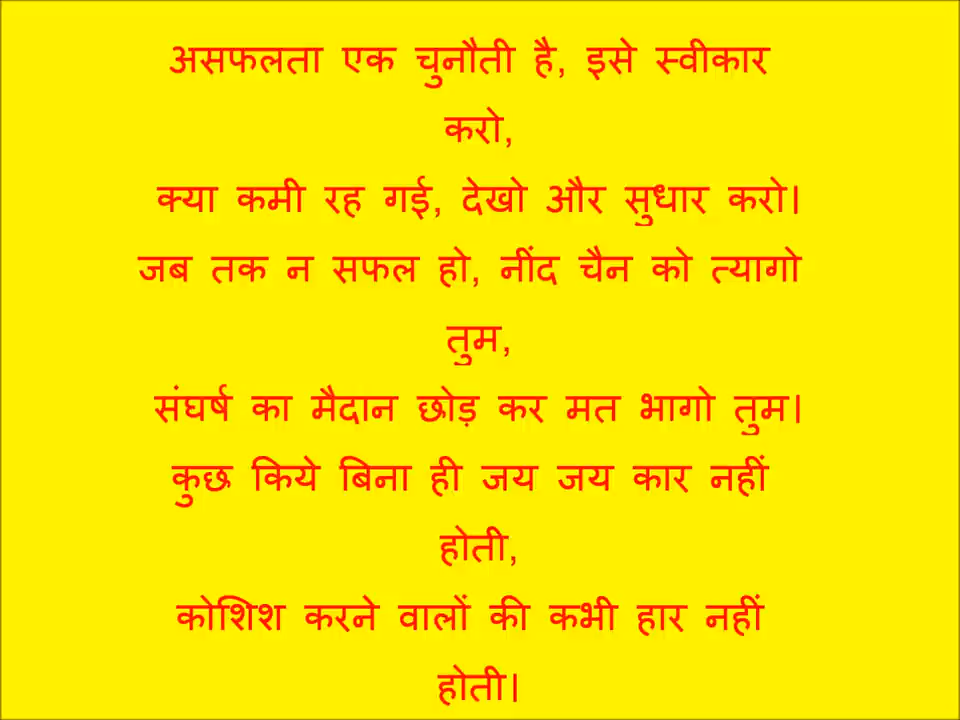 असफलता एक चुनौती है, इसे स्वीकार
करो,
क्या कमी रह गई, देखो और सुधार करो।
जब तक न सफल हो, नींद चैन को त्यागो
तुम,
संघर्ष का मैदान छोड़ कर मत भागो तुम।
कुछ किये बिना ही जय जय कार नहीं
होती,
कोशिश करने वालों की कभी हार नहीं
होती।